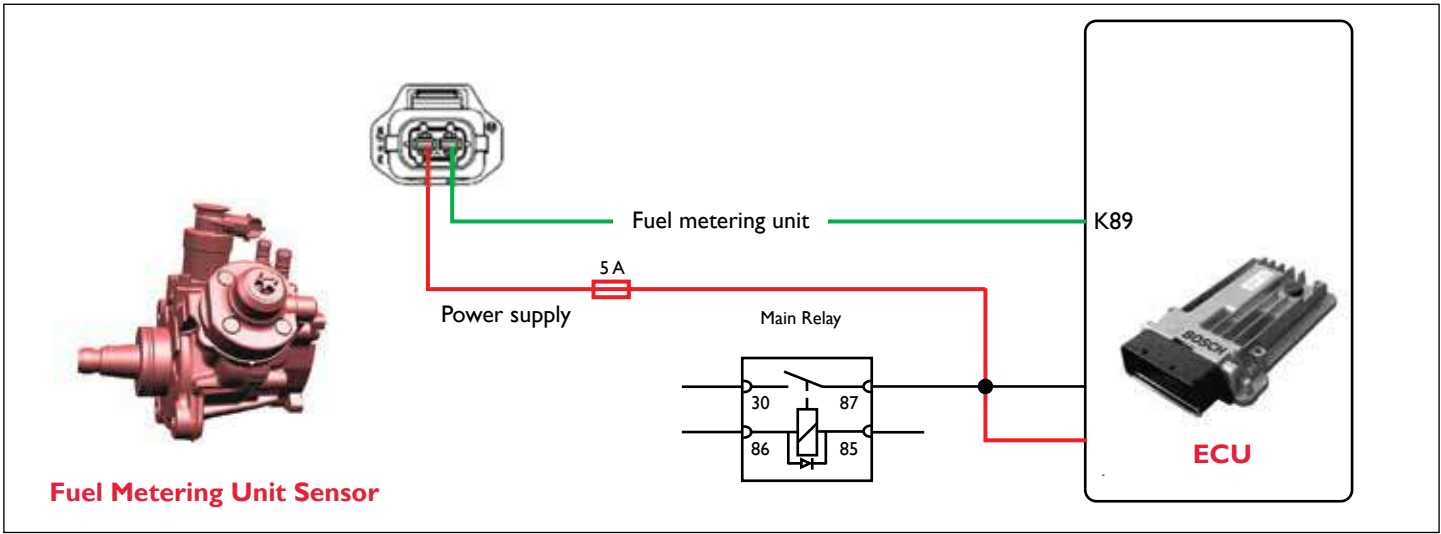 Fuel metering unit
K89
5 A
Power supply
Main Relay
30
87
86
85
BOSCH
ECU
Fuel Metering Unit Sensor